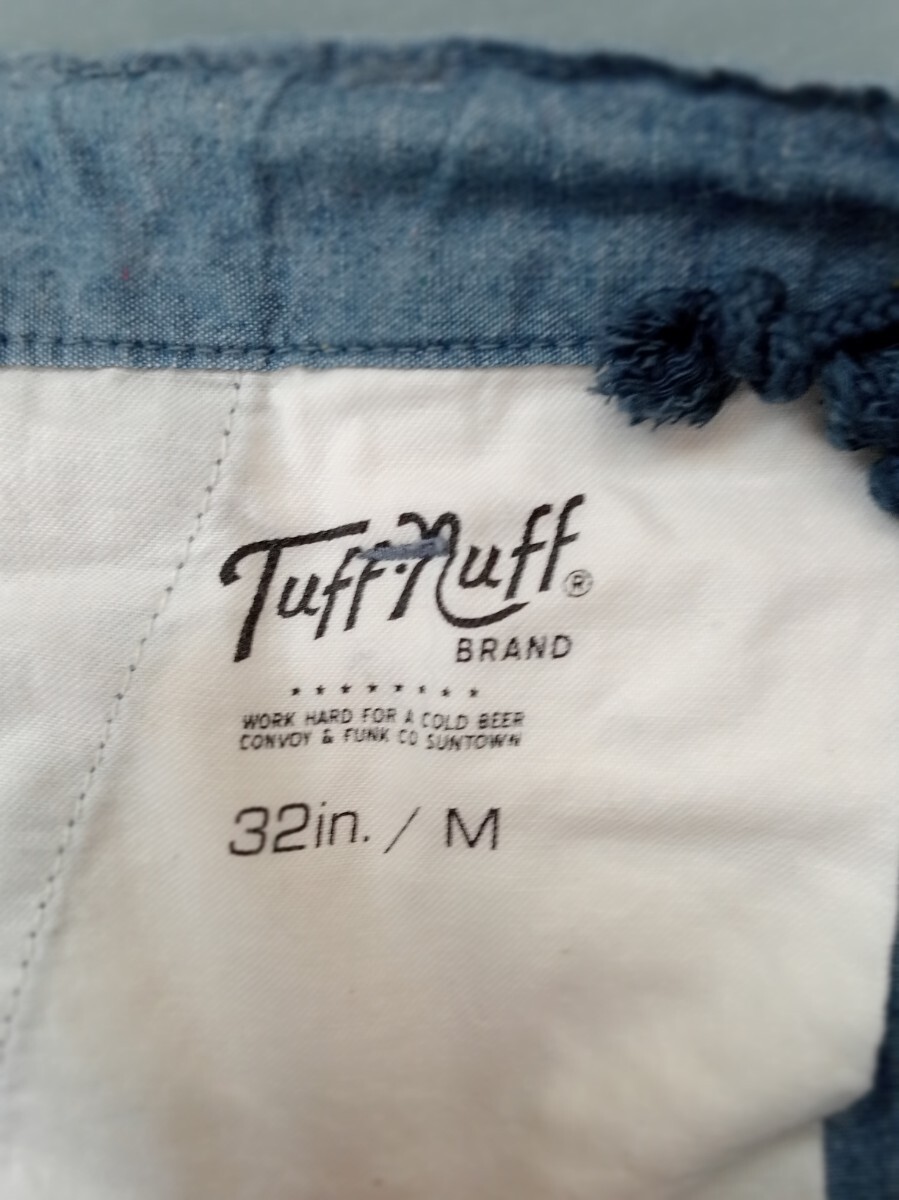 Tuff•Nuff®
BRAND
★ ★ ★ ★ ★ ★ ★ ★
WORK HARD FOR A COLD BEER
CONVOY & FUNK CO SUNTOWN
32in. / M